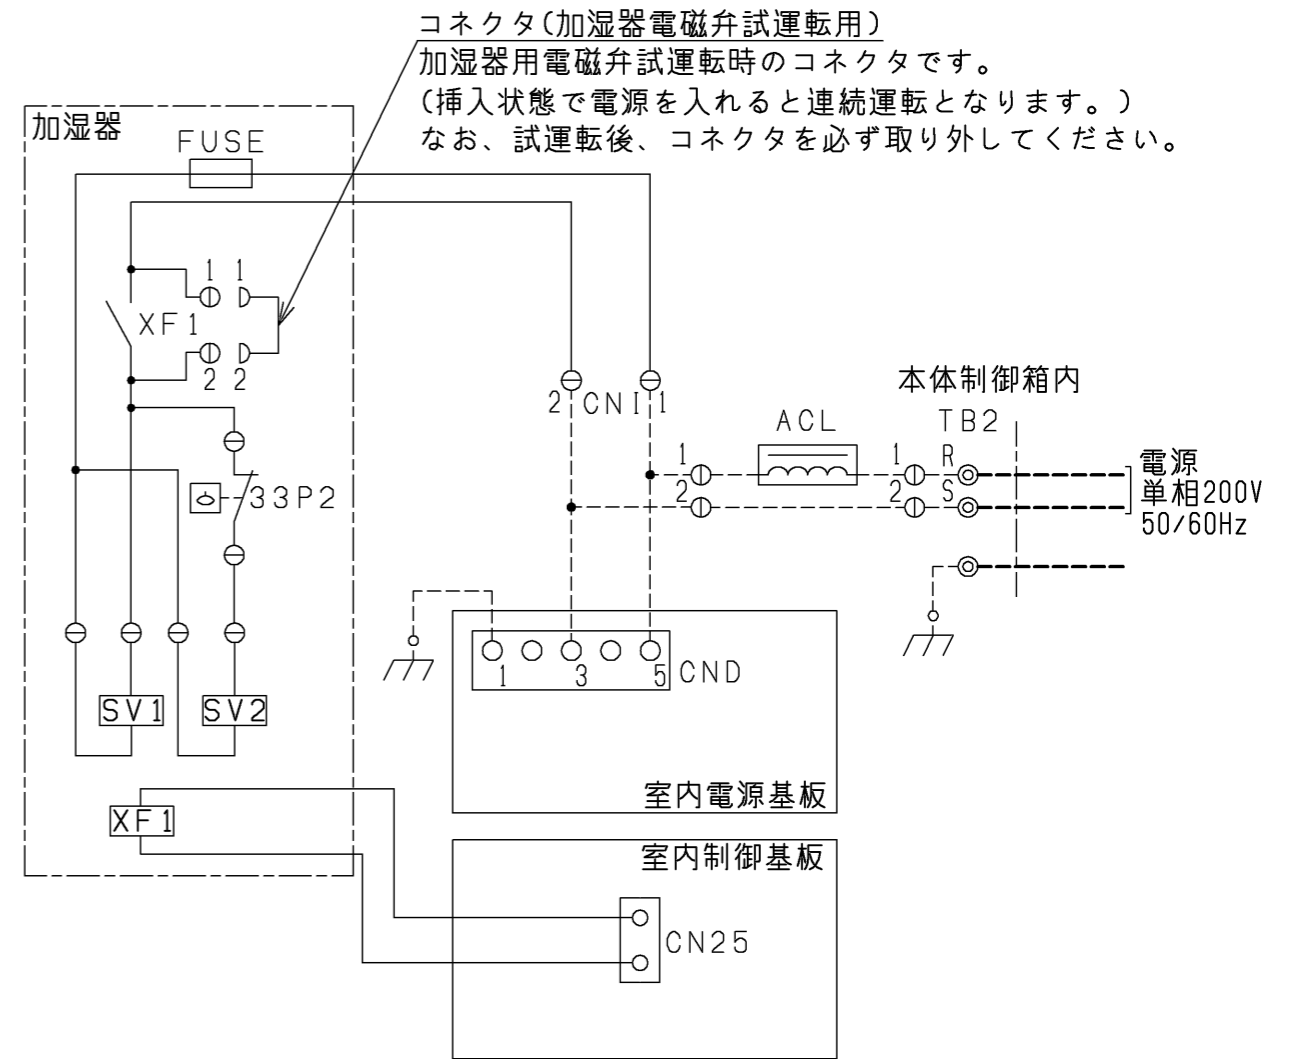 コネクタ(加湿器電磁弁試運転用)
加湿器用電磁弁試運転時のコネクタです。
(挿入状態で電源を入れると連続運転となります。)
なお、試運転後、コネクタを必ず取り外してください。
加湿器
FUSE
1 1
XF1
2 2
2 CNI 1
本体制御箱内
ACL
TB2
1 1 R
2 2 S
電源
単相200V
50/60Hz
33P2
1 3 5 CND
SV1 SV2
室内電源基板
XF1
室内制御基板
CN25